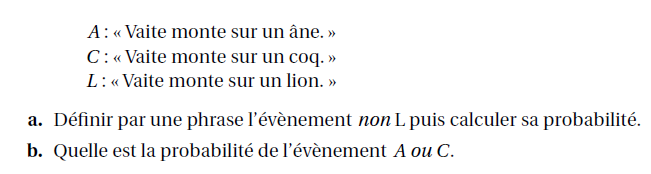 A : « Vaite monte sur un âne. »
C : « Vaite monte sur un coq. »
L : « Vaite monte sur un lion. »
a. Définir par une phrase l'évènement non L puis calculer sa probabilité.
b. Quelle est la probabilité de l'évènement A ou C.